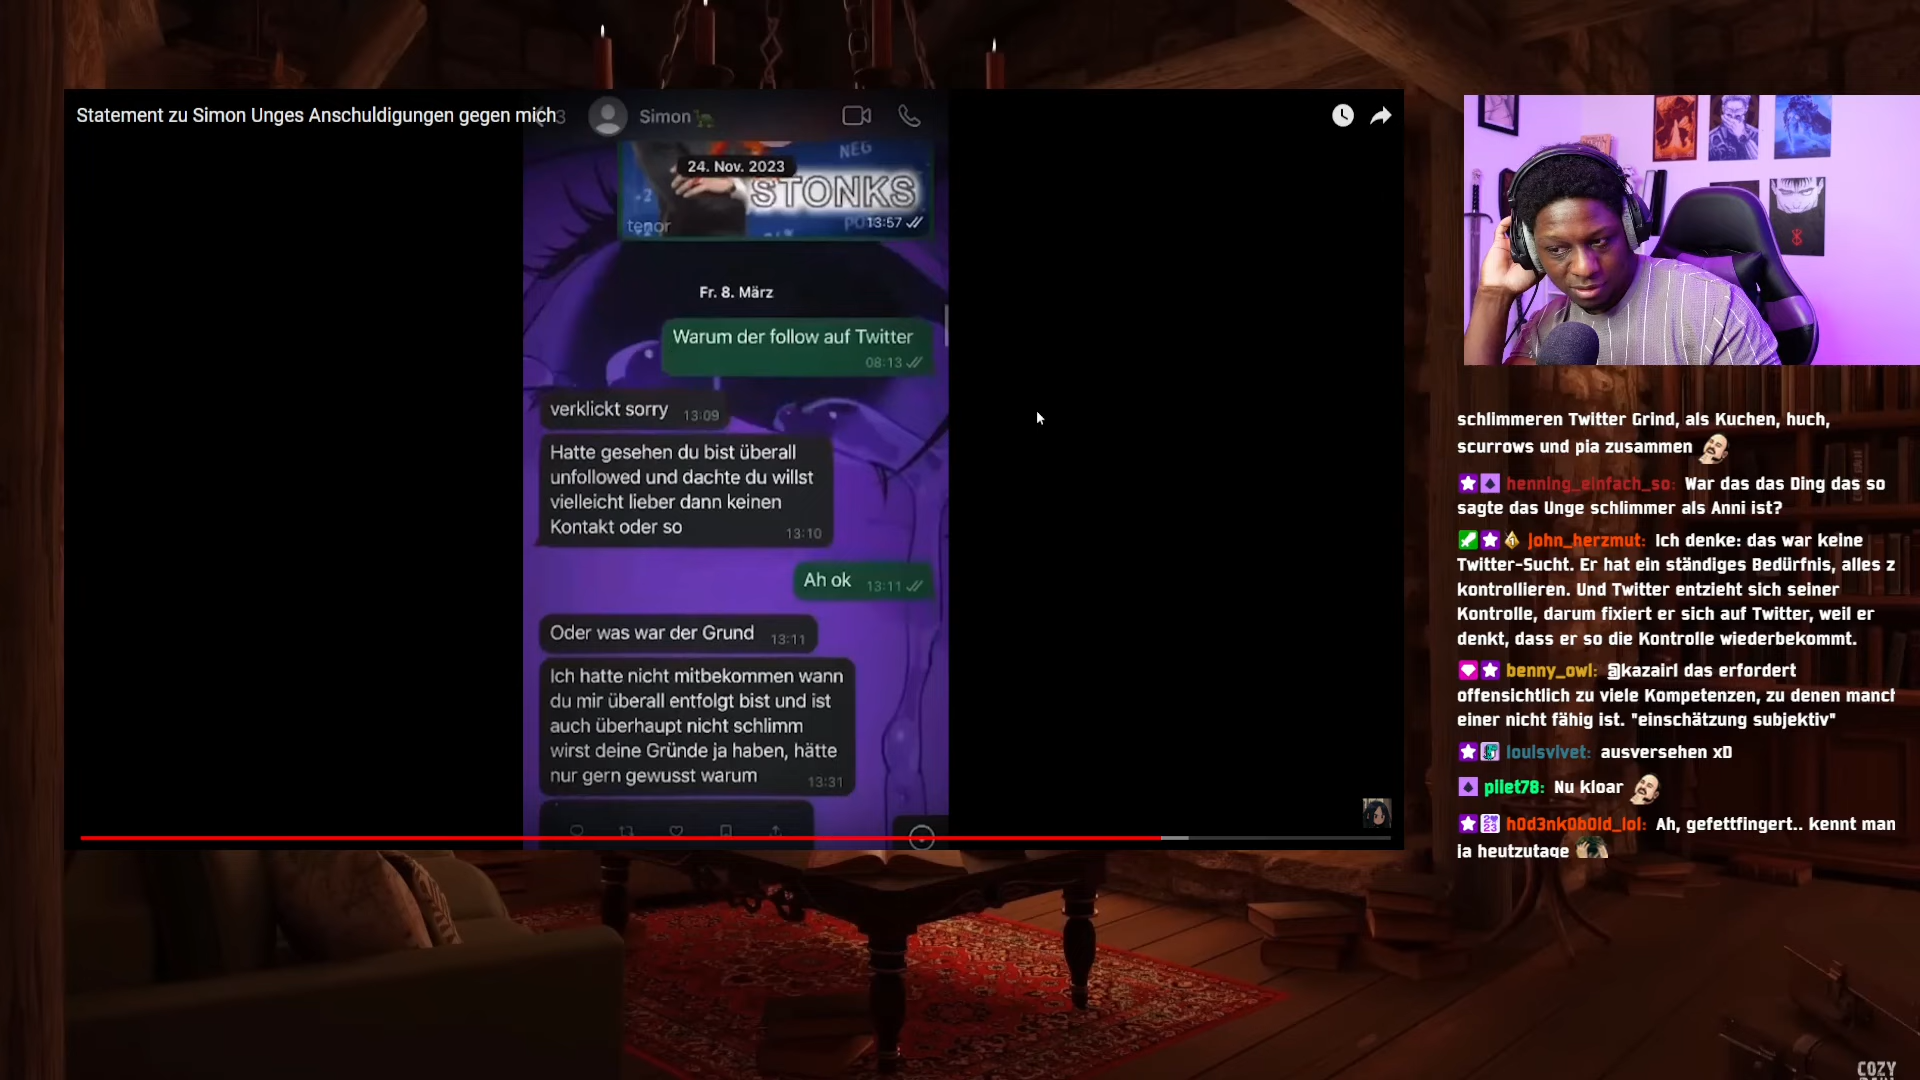 Statement zu Simon Unges Anschuldigungen gegen mich
Simon
NEG
24. Nov. 2023
STONKS
tenor
13:57
Fr. 8. März
Warum der follow auf Twitter
08:13
verklickt sorry 13:09
Hatte gesehen du bist überall
unfollowed und dachte du willst
vielleicht lieber dann keinen
Kontakt oder so
13:10
Ah ok 13:11
Oder was war der Grund 13:11
Ich hatte nicht mitbekommen wann
du mir überall entfolgt bist und ist
auch überhaupt nicht schlimm
wirst deine Gründe ja haben, hätte
nur gern gewusst warum 13:31
schlimmeren Twitter Grind, als Kuchen, huch,
scurrows und pia zusammen
henning_einfach_so: War das das Ding das so
sagte das Unge schlimmer als Anni ist?
john_herzmut: Ich denke: das war keine
Twitter-Sucht. Er hat ein ständiges Bedürfnis, alles z
kontrollieren. Und Twitter entzieht sich seiner
Kontrolle, darum fixiert er sich auf Twitter, weil er
denkt, dass er so die Kontrolle wiederbekommt.
benny_owl: @kazairl das erfordert
offensichtlich zu viele Kompetenzen, zu denen manch
einer nicht fähig ist. "einschätzung subjektiv"
louisvivet: ausversehen xD
pilet78: Nu kloar
h0d3nk0b0ld_lol: Ah, gefettfingert.. kennt man
ja heutzutage
COZY